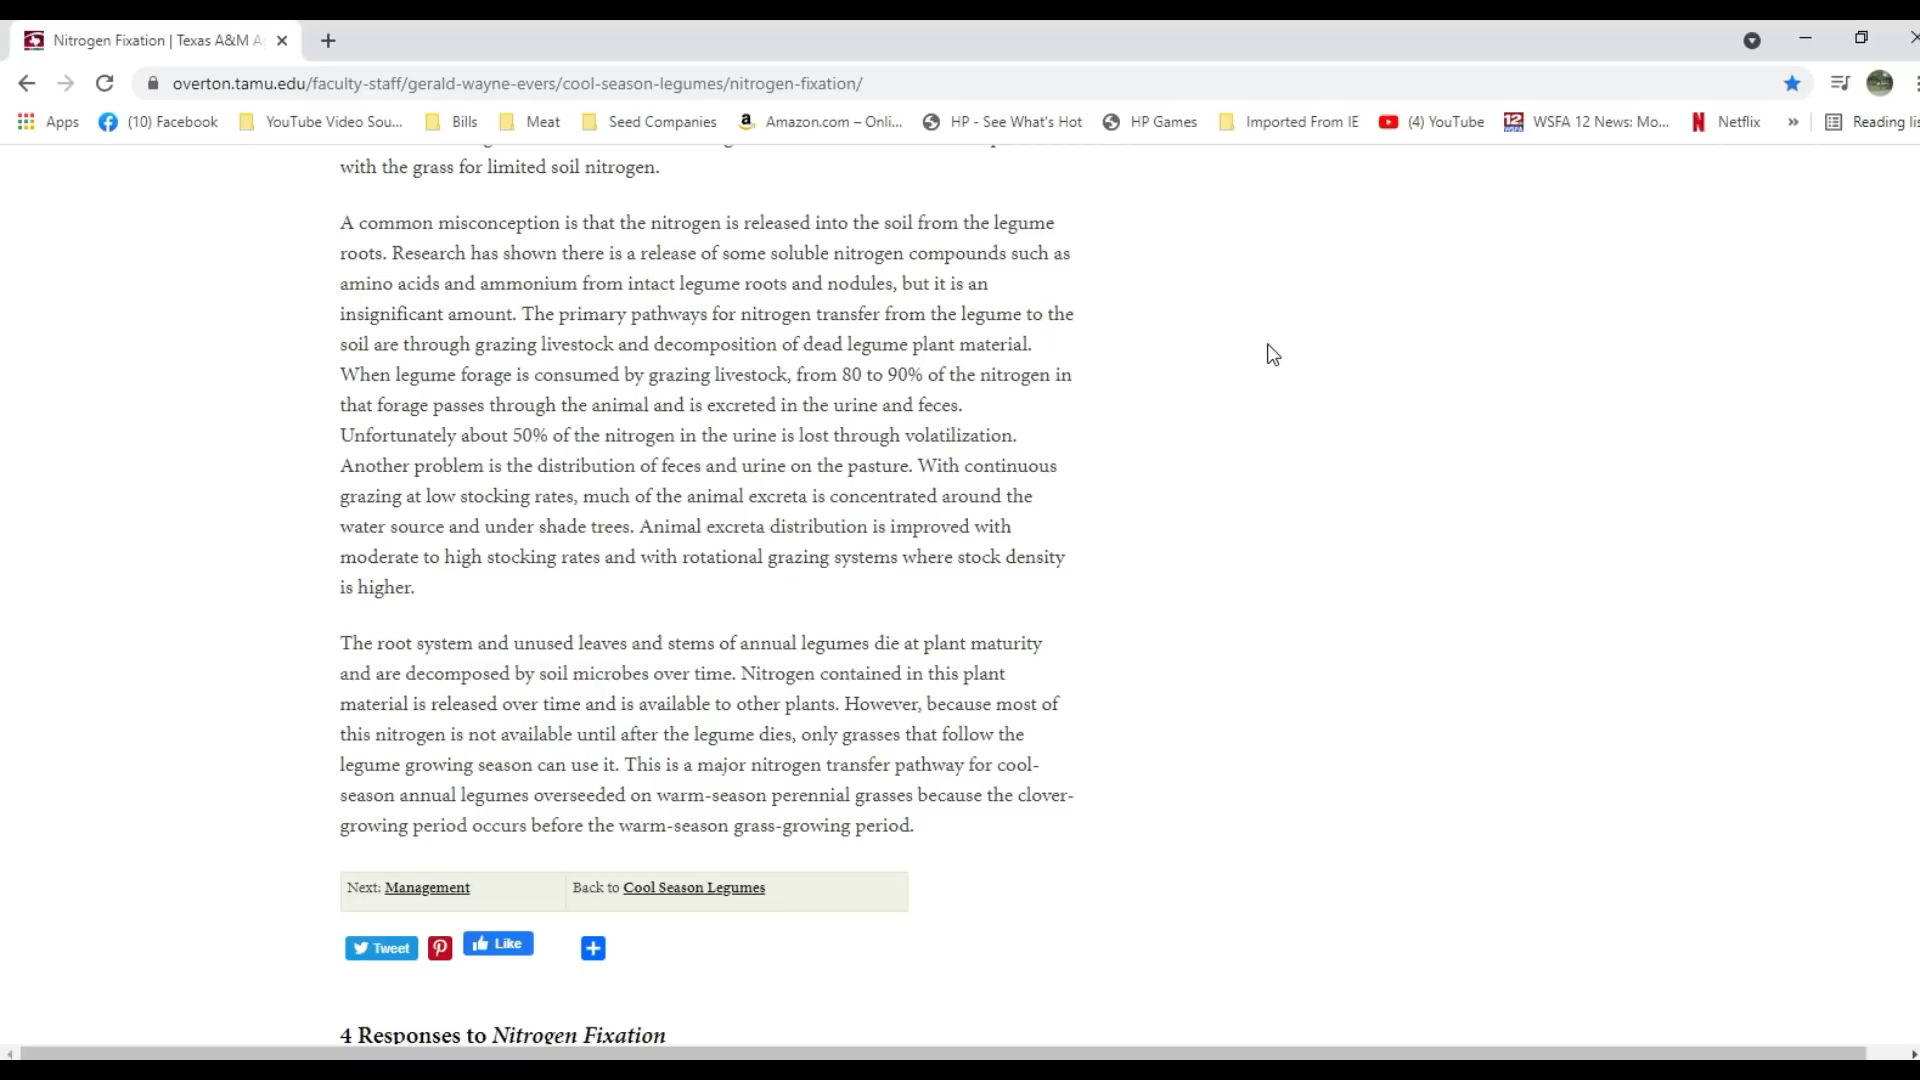 Nitrogen Fixation | Texas A&M A
overton.tamu.edu/faculty-staff/gerald-wayne-evers/cool-season-legumes/nitrogen-fixation/
Apps (10) Facebook YouTube Video Sou... Bills Meat Seed Companies Amazon.com – Onli... HP - See What's Hot HP Games Imported From IE (4) YouTube WSFA 12 News: Mo... Netflix » Reading lis
with the grass for limited soil nitrogen.
A common misconception is that the nitrogen is released into the soil from the legume
roots. Research has shown there is a release of some soluble nitrogen compounds such as
amino acids and ammonium from intact legume roots and nodules, but it is an
insignificant amount. The primary pathways for nitrogen transfer from the legume to the
soil are through grazing livestock and decomposition of dead legume plant material.
When legume forage is consumed by grazing livestock, from 80 to 90% of the nitrogen in
that forage passes through the animal and is excreted in the urine and feces.
Unfortunately about 50% of the nitrogen in the urine is lost through volatilization.
Another problem is the distribution of feces and urine on the pasture. With continuous
grazing at low stocking rates, much of the animal excreta is concentrated around the
water source and under shade trees. Animal excreta distribution is improved with
moderate to high stocking rates and with rotational grazing systems where stock density
is higher.
The root system and unused leaves and stems of annual legumes die at plant maturity
and are decomposed by soil microbes over time. Nitrogen contained in this plant
material is released over time and is available to other plants. However, because most of
this nitrogen is not available until after the legume dies, only grasses that follow the
legume growing season can use it. This is a major nitrogen transfer pathway for cool-
season annual legumes overseeded on warm-season perennial grasses because the clover-
growing period occurs before the warm-season grass-growing period.
Next: Management Back to Cool Season Legumes
Tweet Like
4 Responses to Nitrogen Fixation